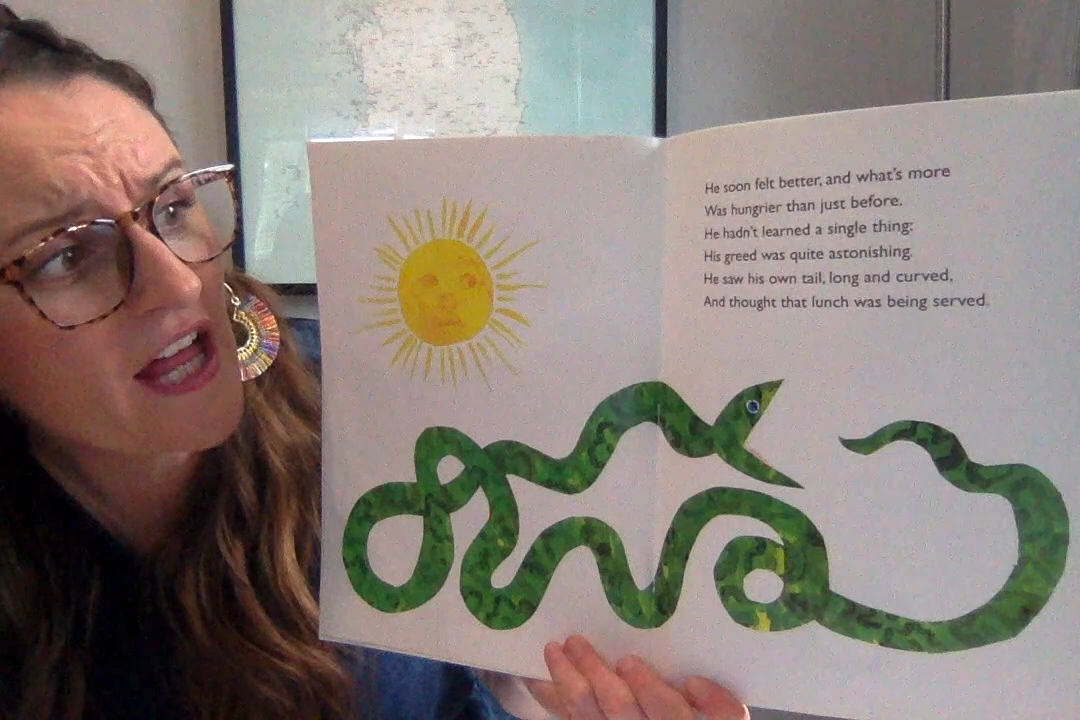 He soon felt better, and what's more
Was hungrier than just before.
He hadn't learned a single thing:
His greed was quite astonishing.
He saw his own tail, long and curved,
And thought that lunch was being served.